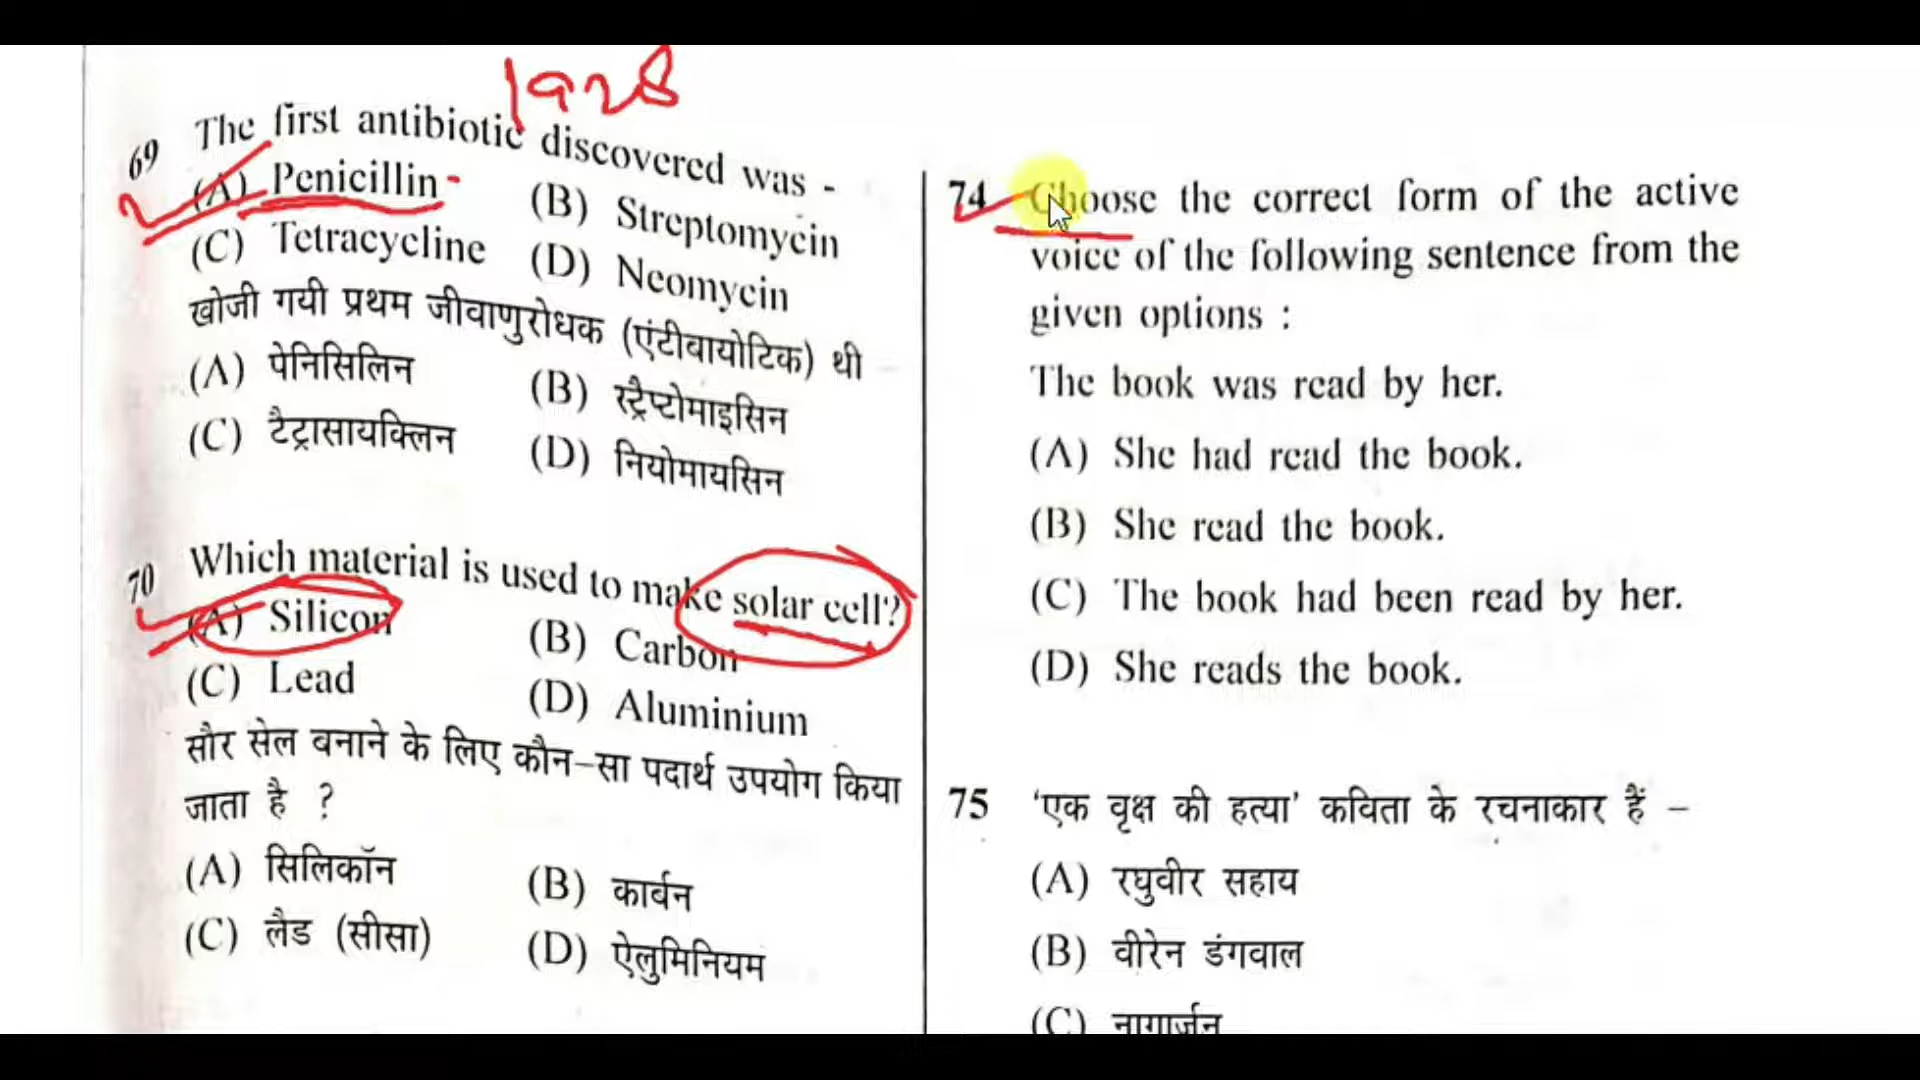 1928
69 The first antibiotic discovered was -
(A) Penicillin (B) Streptomycin
(C) Tetracycline (D) Neomycin
खोजी गयी प्रथम जीवाणुरोधक (एंटीबायोटिक) थी
(A) पेनिसिलिन (B) स्ट्रैप्टोमाइसिन
(C) टैट्रासायक्लिन (D) नियोमायसिन
70 Which material is used to make solar cell?
(A) Silicon (B) Carbon
(C) Lead (D) Aluminium
सौर सेल बनाने के लिए कौन–सा पदार्थ उपयोग किया
जाता है ?
(A) सिलिकॉन (B) कार्बन
(C) लैड (सीसा) (D) ऐलुमिनियम
74 Choose the correct form of the active
voice of the following sentence from the
given options :
The book was read by her.
(A) She had read the book.
(B) She read the book.
(C) The book had been read by her.
(D) She reads the book.
75 'एक वृक्ष की हत्या' कविता के रचनाकार हैं –
(A) रघुवीर सहाय
(B) वीरेन डंगवाल
(C) नागार्जुन